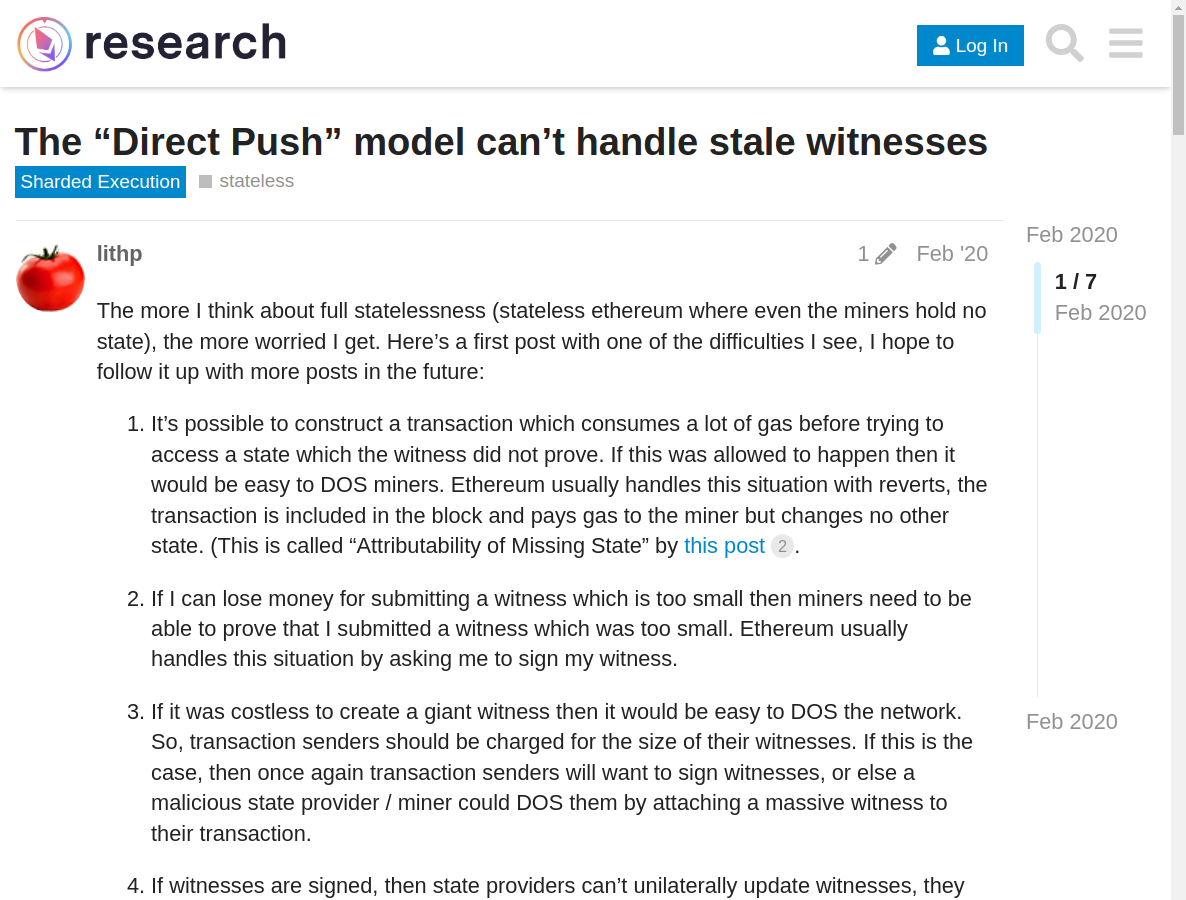 research
Log In
The “Direct Push” model can’t handle stale witnesses
Sharded Execution
stateless
lithp
1
Feb '20
The more I think about full statelessness (stateless ethereum where even the miners hold no
state), the more worried I get. Here’s a first post with one of the difficulties I see, I hope to
follow it up with more posts in the future:
1. It’s possible to construct a transaction which consumes a lot of gas before trying to
access a state which the witness did not prove. If this was allowed to happen then it
would be easy to DOS miners. Ethereum usually handles this situation with reverts, the
transaction is included in the block and pays gas to the miner but changes no other
state. (This is called “Attributability of Missing State” by this post 2 .
2. If I can lose money for submitting a witness which is too small then miners need to be
able to prove that I submitted a witness which was too small. Ethereum usually
handles this situation by asking me to sign my witness.
3. If it was costless to create a giant witness then it would be easy to DOS the network.
So, transaction senders should be charged for the size of their witnesses. If this is the
case, then once again transaction senders will want to sign witnesses, or else a
malicious state provider / miner could DOS them by attaching a massive witness to
their transaction.
4. If witnesses are signed, then state providers can’t unilaterally update witnesses, they
Feb 2020
1 / 7
Feb 2020
Feb 2020